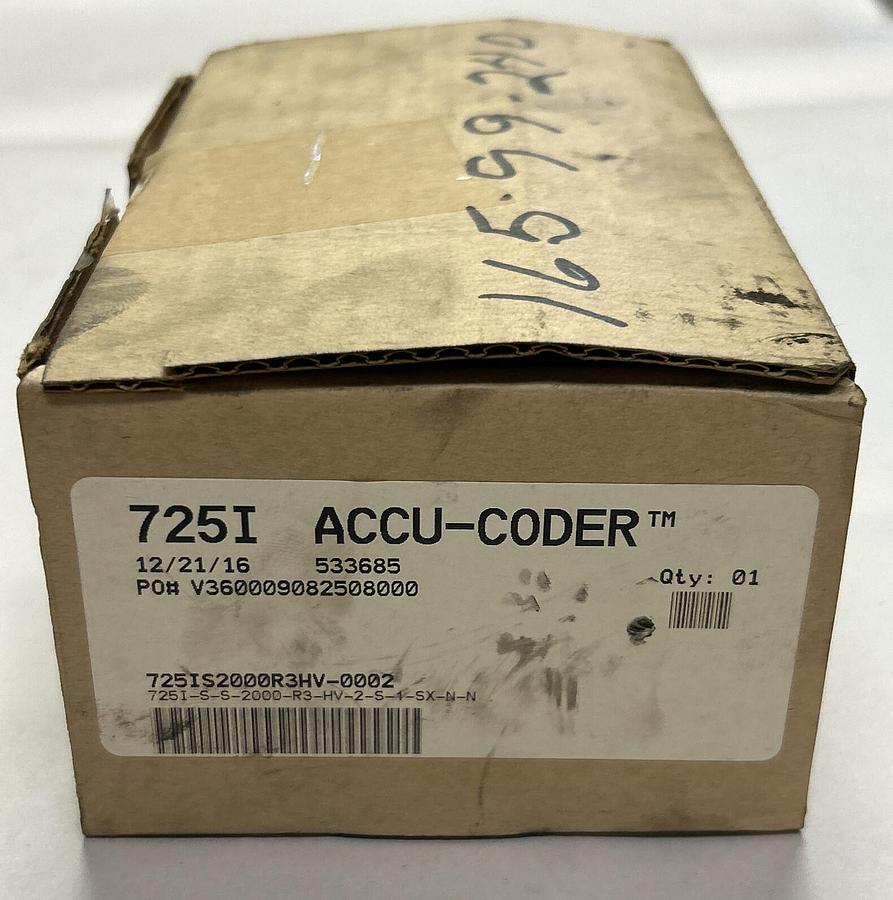 165.99.240
725I ACCU-CODER™
12/21/16 533685
PO# V360009082508000
Qty: 01
725IS2000R3HV-0002
725I-S-S-2000-R3-HV-2-S-1-SX-N-N